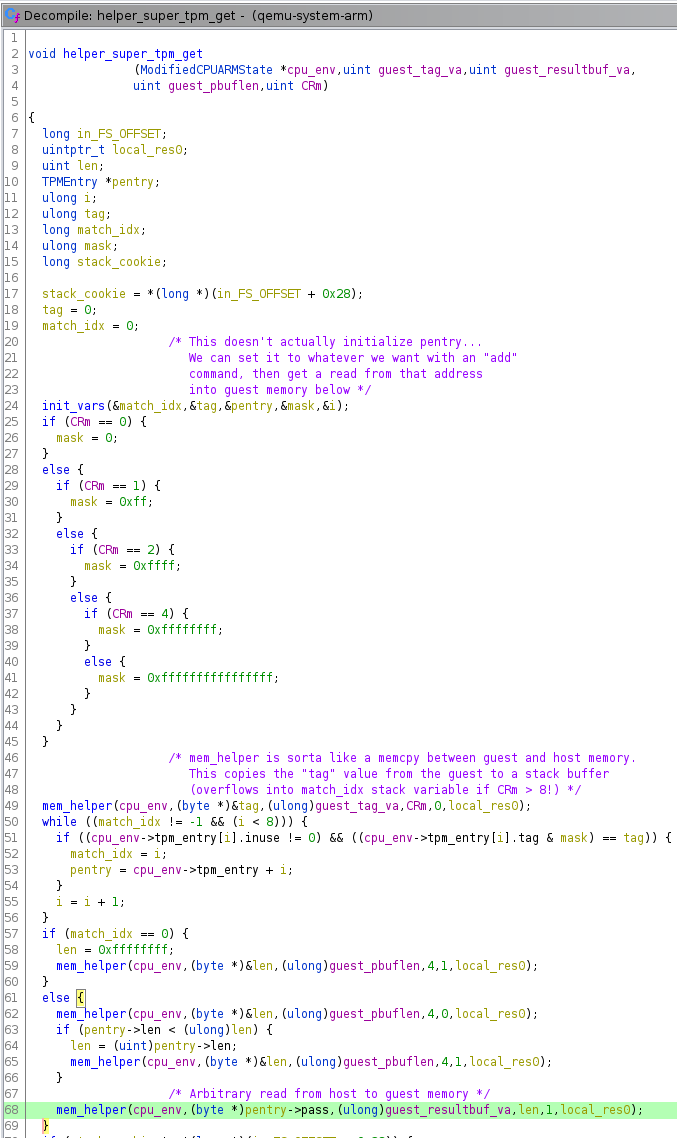 Decompile: helper_super_tpm_get - (qemu-system-arm)
1
2 void helper_super_tpm_get
3 (ModifiedCPUARMState *cpu_env,uint guest_tag_va,uint guest_resultbuf_va,
4 uint guest_pbuflen,uint CRm)
5
6 {
7 long in_FS_OFFSET;
8 uintptr_t local_res0;
9 uint len;
10 TPMEntry *pentry;
11 ulong i;
12 ulong tag;
13 long match_idx;
14 ulong mask;
15 long stack_cookie;
16
17 stack_cookie = *(long *)(in_FS_OFFSET + 0x28);
18 tag = 0;
19 match_idx = 0;
20 /* This doesn't actually initialize pentry...
21 We can set it to whatever we want with an "add"
22 command, then get a read from that address
23 into guest memory below */
24 init_vars(&match_idx,&tag,&pentry,&mask,&i);
25 if (CRm == 0) {
26 mask = 0;
27 }
28 else {
29 if (CRm == 1) {
30 mask = 0xff;
31 }
32 else {
33 if (CRm == 2) {
34 mask = 0xffff;
35 }
36 else {
37 if (CRm == 4) {
38 mask = 0xffffffff;
39 }
40 else {
41 mask = 0xffffffffffffffff;
42 }
43 }
44 }
45 }
46 /* mem_helper is sorta like a memcpy between guest and host memory.
47 This copies the "tag" value from the guest to a stack buffer
48 (overflows into match_idx stack variable if CRm > 8!) */
49 mem_helper(cpu_env,(byte *)&tag,(ulong)guest_tag_va,CRm,0,local_res0);
50 while ((match_idx != -1 && (i < 8))) {
51 if ((cpu_env->tpm_entry[i].inuse != 0) && ((cpu_env->tpm_entry[i].tag & mask) == tag)) {
52 match_idx = i;
53 pentry = cpu_env->tpm_entry + i;
54 }
55 i = i + 1;
56 }
57 if (match_idx == 0) {
58 len = 0xffffffff;
59 mem_helper(cpu_env,(byte *)&len,(ulong)guest_pbuflen,4,1,local_res0);
60 }
61 else {
62 mem_helper(cpu_env,(byte *)&len,(ulong)guest_pbuflen,4,0,local_res0);
63 if (pentry->len < (ulong)len) {
64 len = (uint)pentry->len;
65 mem_helper(cpu_env,(byte *)&len,(ulong)guest_pbuflen,4,1,local_res0);
66 }
67 /* Arbitrary read from host to guest memory */
68 mem_helper(cpu_env,(byte *)pentry->pass,(ulong)guest_resultbuf_va,len,1,local_res0);
69 }